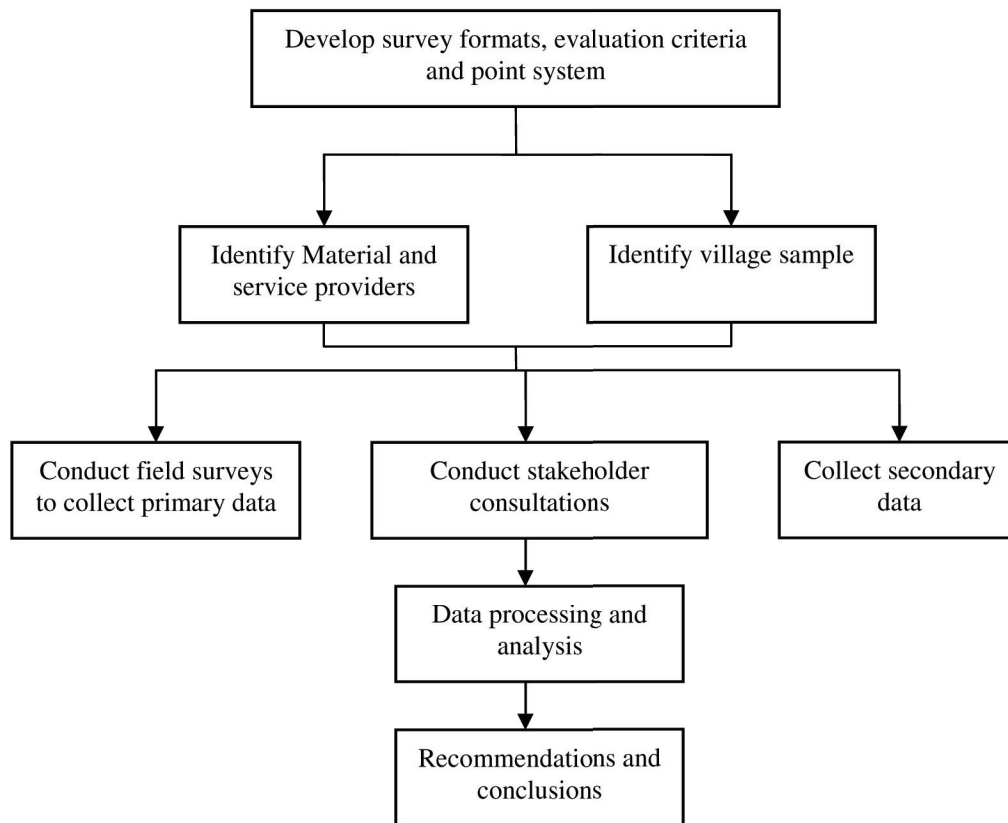 Develop survey formats, evaluation criteria
and point system
Identify Material and
service providers
Identify village sample
Conduct field surveys
to collect primary data
Conduct stakeholder
consultations
Collect secondary
data
Data processing and
analysis
Recommendations and
conclusions